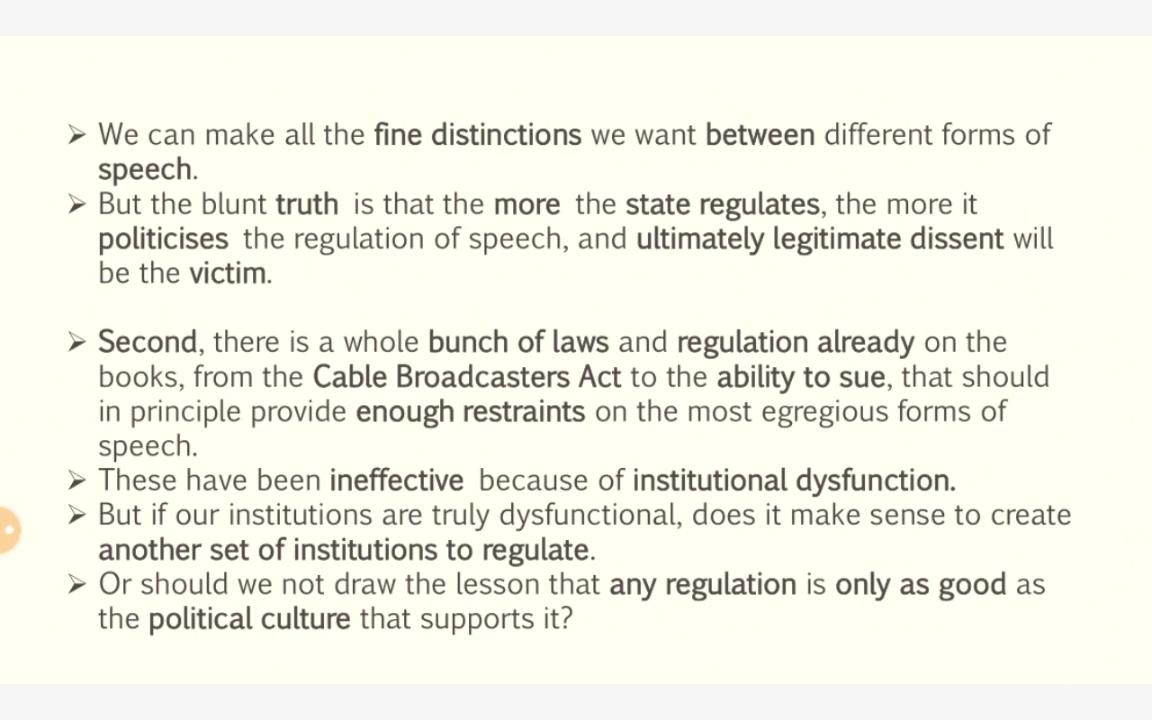 ➢ We can make all the fine distinctions we want between different forms of
speech.
➢ But the blunt truth is that the more the state regulates, the more it
politicises the regulation of speech, and ultimately legitimate dissent will
be the victim.
➢ Second, there is a whole bunch of laws and regulation already on the
books, from the Cable Broadcasters Act to the ability to sue, that should
in principle provide enough restraints on the most egregious forms of
speech.
➢ These have been ineffective because of institutional dysfunction.
➢ But if our institutions are truly dysfunctional, does it make sense to create
another set of institutions to regulate.
➢ Or should we not draw the lesson that any regulation is only as good as
the political culture that supports it?